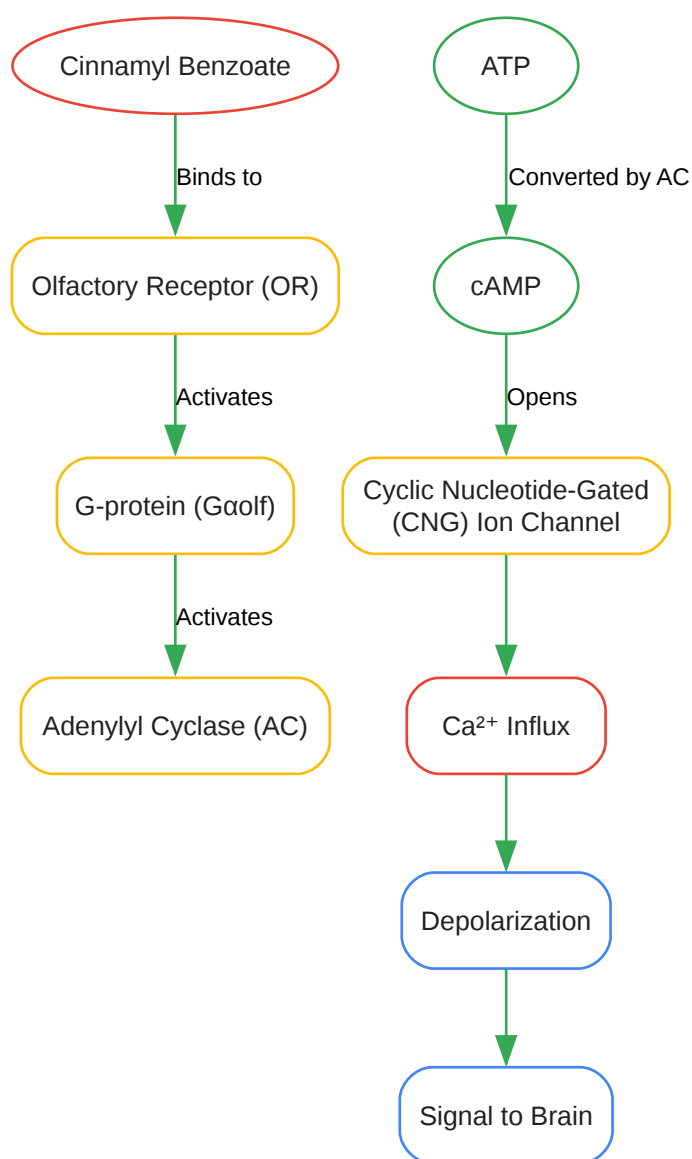 Cinnamyl Benzoate
Binds to
Olfactory Receptor (OR)
Activates
G-protein (Gαolf)
Activates
Adenylyl Cyclase (AC)
ATP
Converted by AC
cAMP
Opens
Cyclic Nucleotide-Gated
(CNG) Ion Channel
Ca²⁺ Influx
Depolarization
Signal to Brain